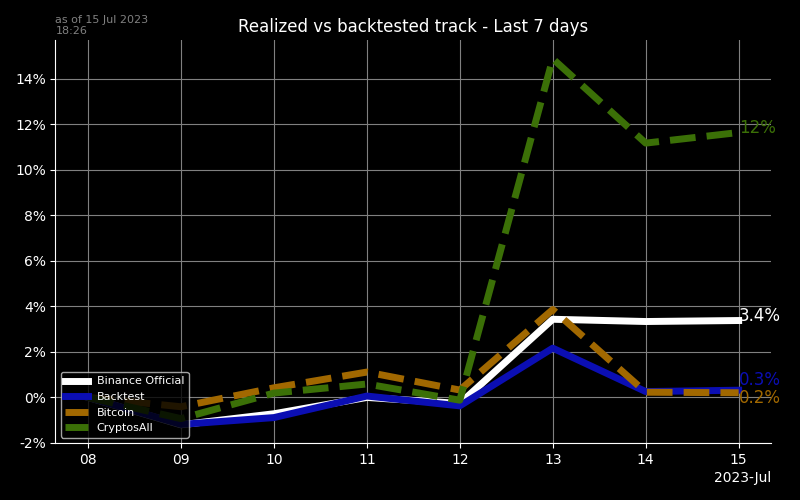 as of 15 Jul 2023
18:26
Realized vs backtested track - Last 7 days
14%
12%
10%
8%
6%
4%
2%
0%
-2%
12%
3.4%
0.3%
0.2%
Binance Official
Backtest
Bitcoin
CryptosAll
08 09 10 11 12 13 14 15
2023-Jul